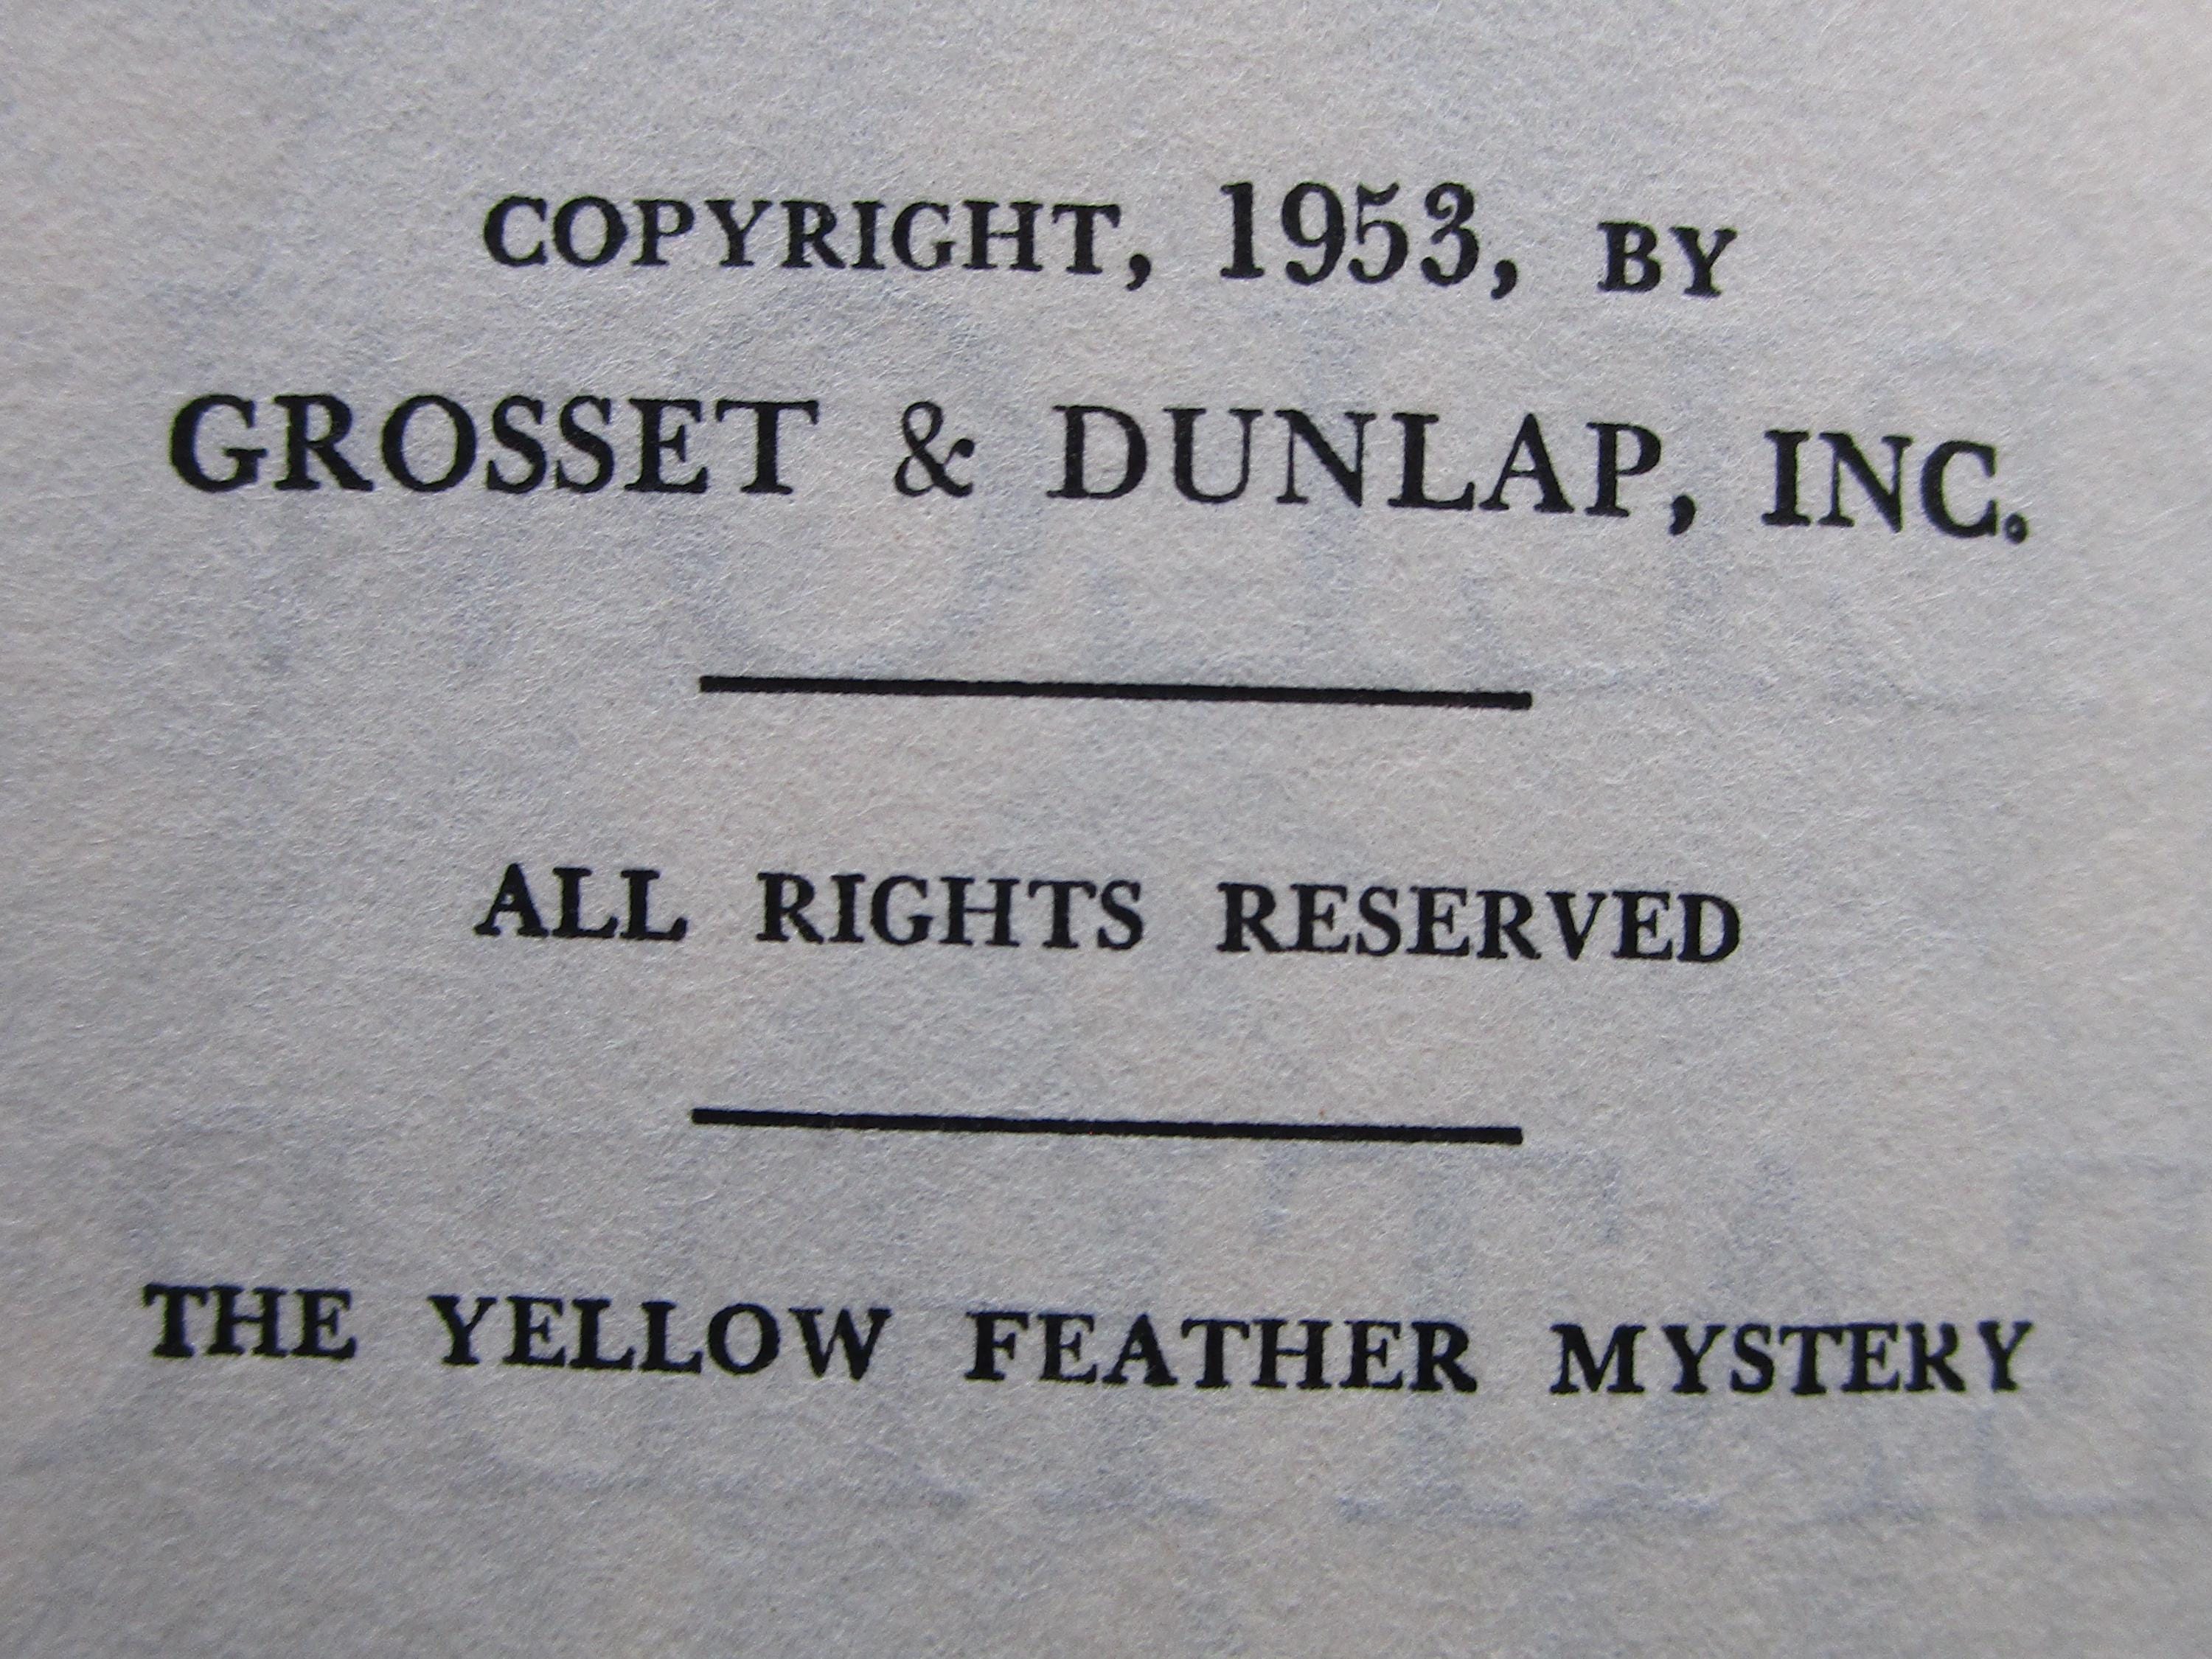 COPYRIGHT, 1953, BY
GROSSET & DUNLAP, INC.
ALL RIGHTS RESERVED
THE YELLOW FEATHER MYSTERY